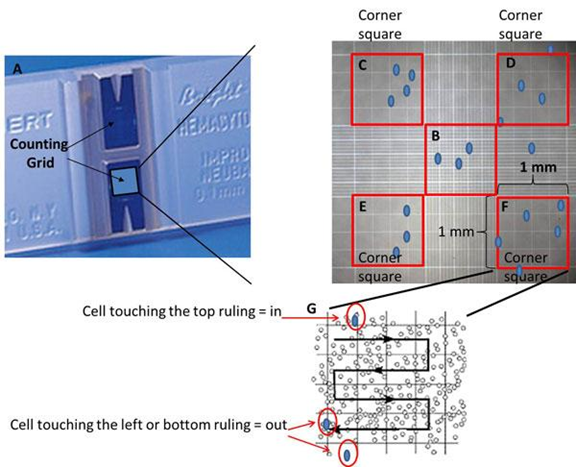 Corner
square
Corner
square
A
C
D
B
Bright
HEMACYTO
ERT
Counting
Grid
IMPRO
NEUBA
1 mm
E
F
1 mm
Corner
square
Corner
square
G
Cell touching the top ruling = in
Cell touching the left or bottom ruling = out